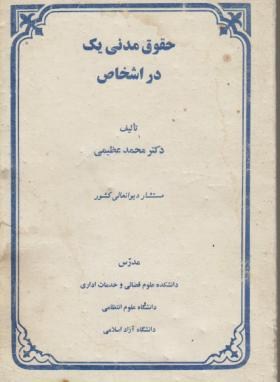 حقوق مدنی یک
در اشخاص
تألیف
دکتر محمد عظیمی
مستشار دیوانعالی کشور
مدرّس
دانشکده علوم قضائی و خدمات اداری
دانشگاه علوم انتظامی
دانشگاه آزاد اسلامی